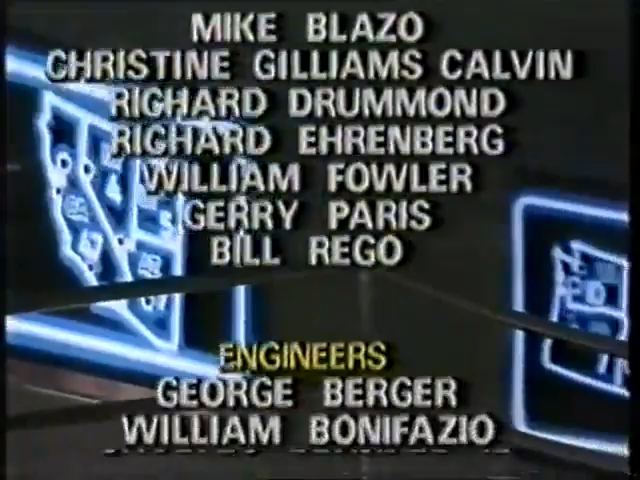 MIKE BLAZO
CHRISTINE GILLIAMS CALVIN
RICHARD DRUMMOND
RICHARD EHRENBERG
WILLIAM FOWLER
GERRY PARIS
BILL REGO
ENGINEERS
GEORGE BERGER
WILLIAM BONIFAZIO